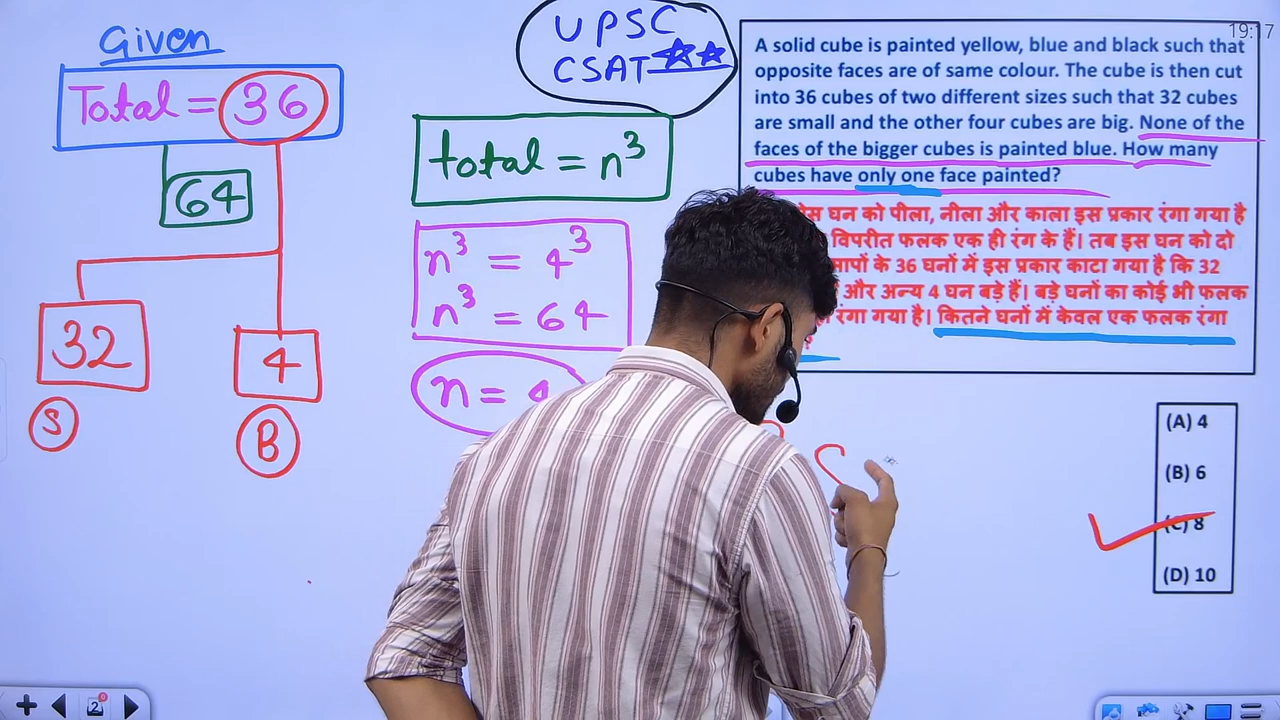 Given
Total = 36
64
32
4
S
B
UPSC
CSAT
total = n³
n³ = 4³
n³ = 64
n = 4
19:17
A solid cube is painted yellow, blue and black such that
opposite faces are of same colour. The cube is then cut
into 36 cubes of two different sizes such that 32 cubes
are small and the other four cubes are big. None of the
faces of the bigger cubes is painted blue. How many
cubes have only one face painted?
घन को पीला, नीला और काला इस प्रकार रंगा गया है
विपरीत फलक एक ही रंग के हैं। तब इस घन को दो
के 36 घनों में इस प्रकार काटा गया है कि 32
और अन्य 4 घन बड़े हैं। बड़े घनों का कोई भी फलक
रंगा गया है। कितने घनों में केवल एक फलक रंगा
(A) 4
(B) 6
(C) 8
(D) 10
2